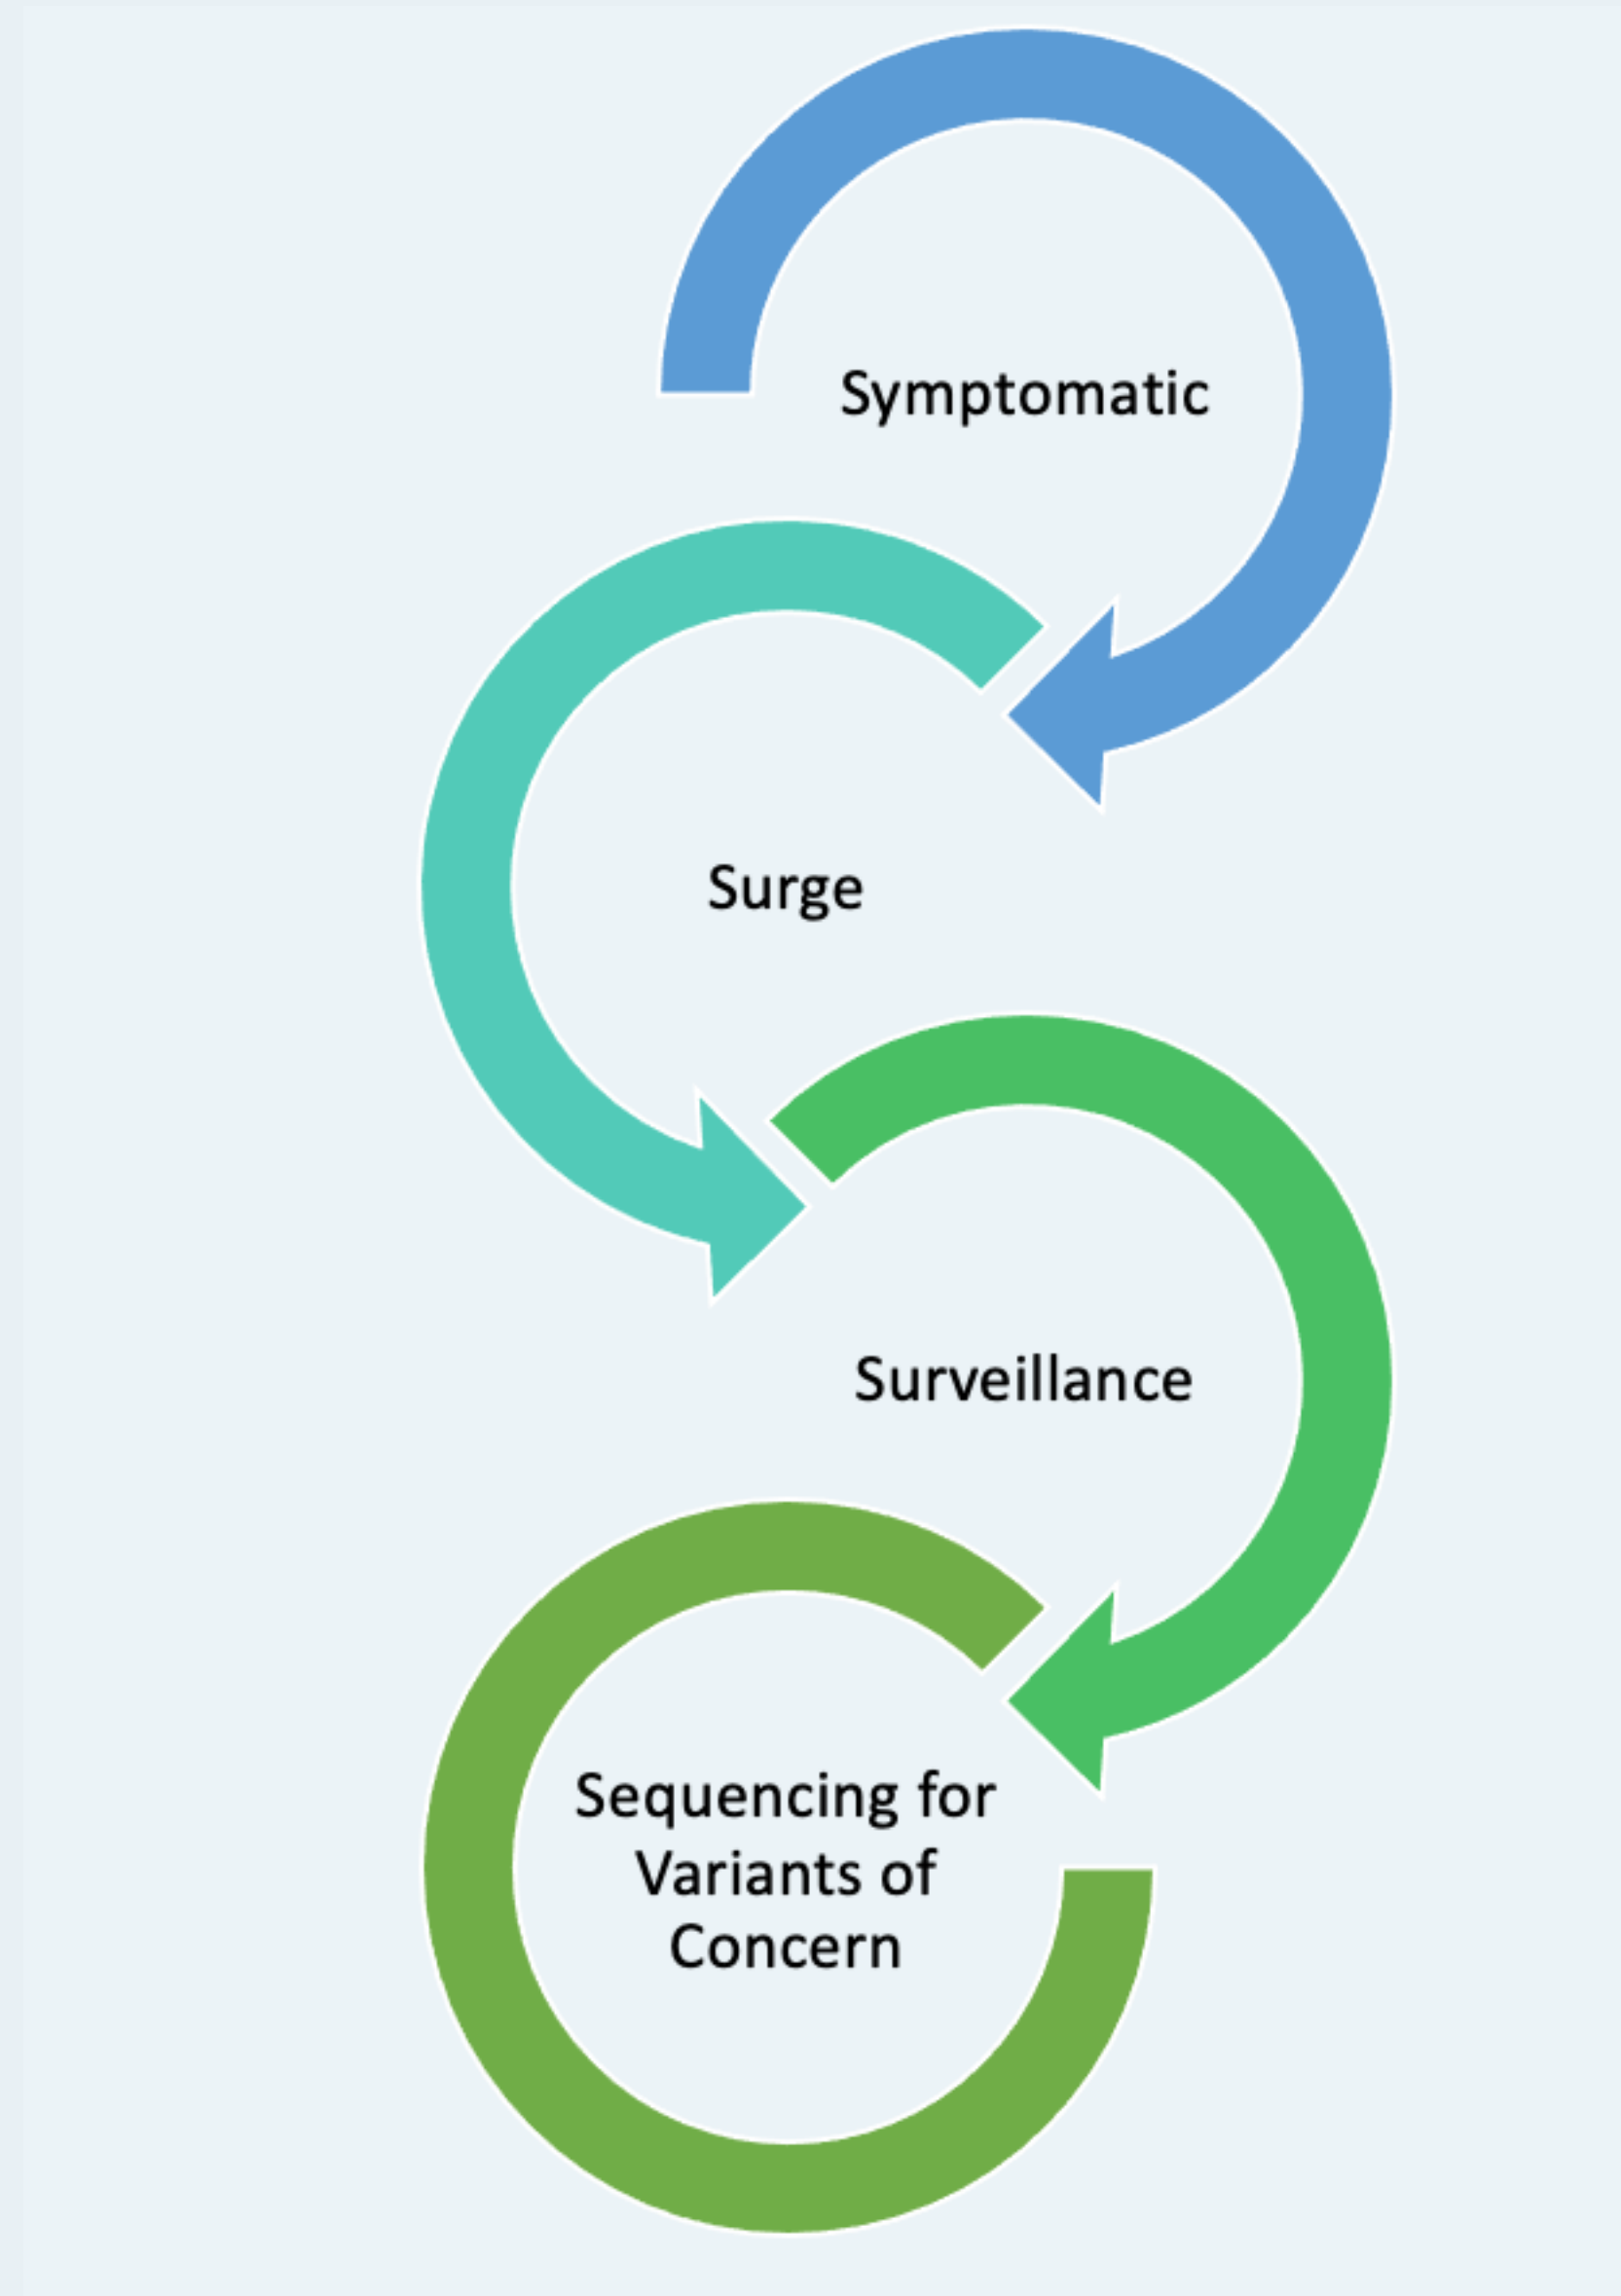 Symptomatic
Surge
Surveillance
Sequencing for
Variants of
Concern